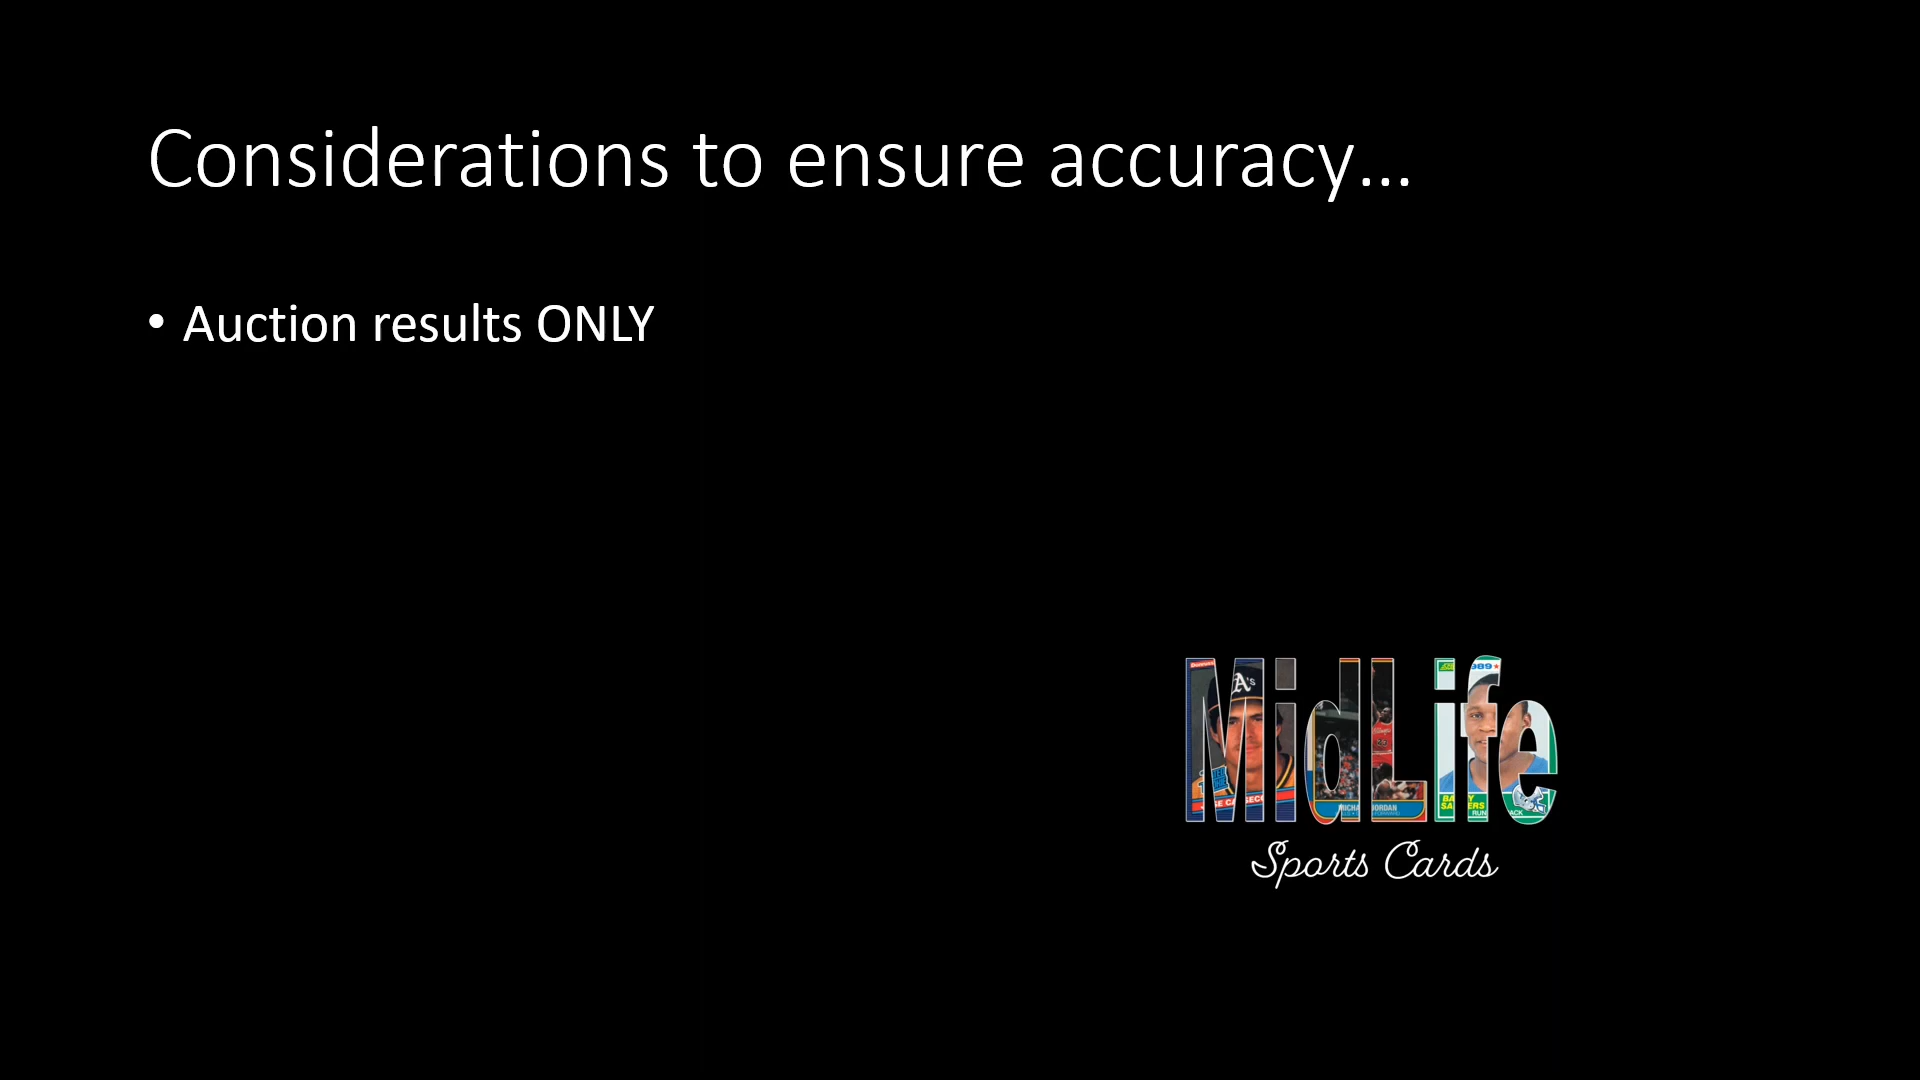 Considerations to ensure accuracy...
• Auction results ONLY
MidLife
Sports Cards